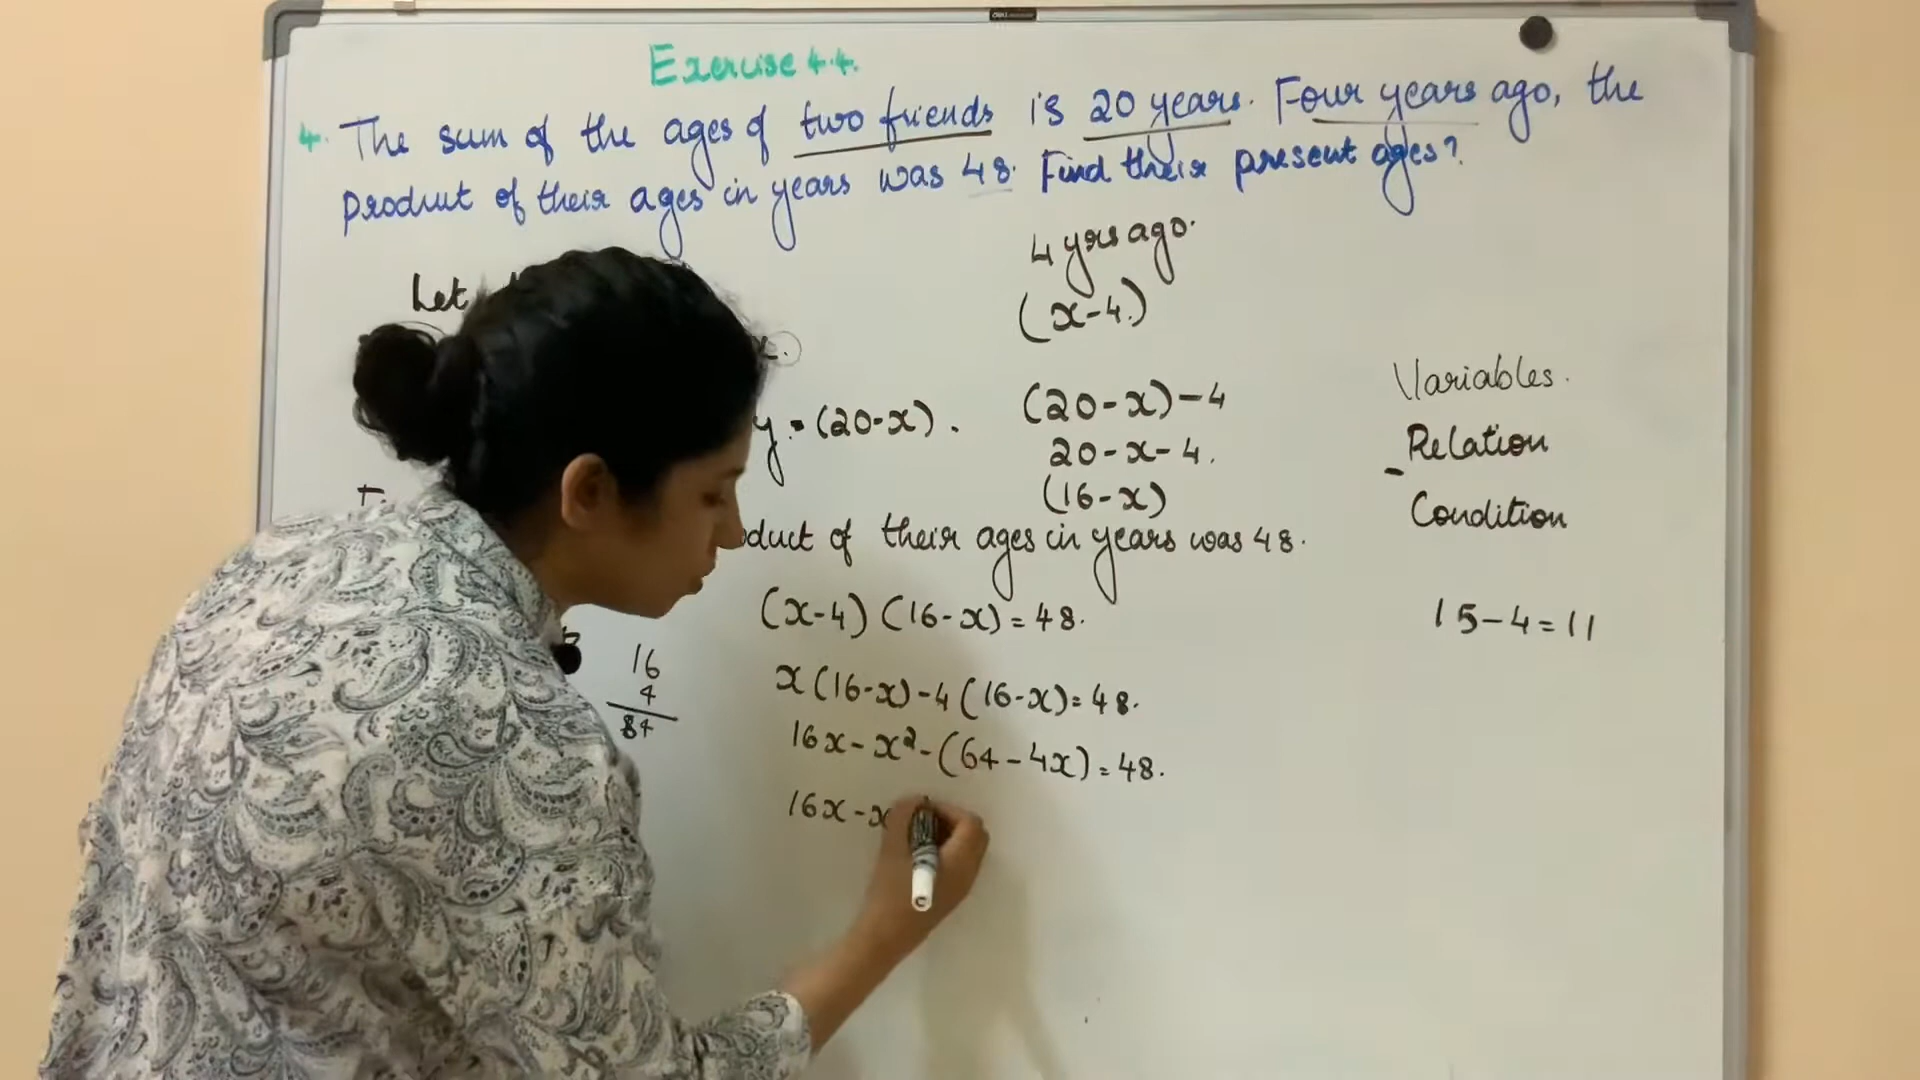 Exercise 4.4.
4. The sum of the ages of two friends is 20 years. Four years ago, the
product of their ages in years was 48. Find their present ages?
4 yrs ago.
Let
(x-4.)
x.
Variables.
(20-x)-4
y = (20-x).
20-x-4.
Relation
(16-x)
Condition
duct of their ages in years was 48.
(x-4) (16-x) = 48.
15-4=11
16
4
84
x(16-x)-4(16-x)=48.
16x - x² - (64-4x) = 48.
16x - x